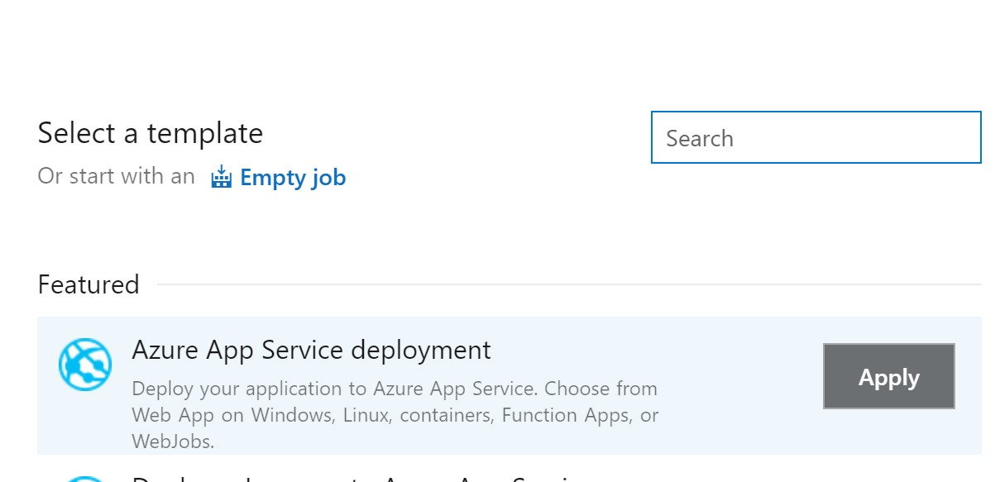 Select a template
Search
Or start with an Empty job
Featured
Azure App Service deployment
Deploy your application to Azure App Service. Choose from
Web App on Windows, Linux, containers, Function Apps, or
WebJobs.
Apply